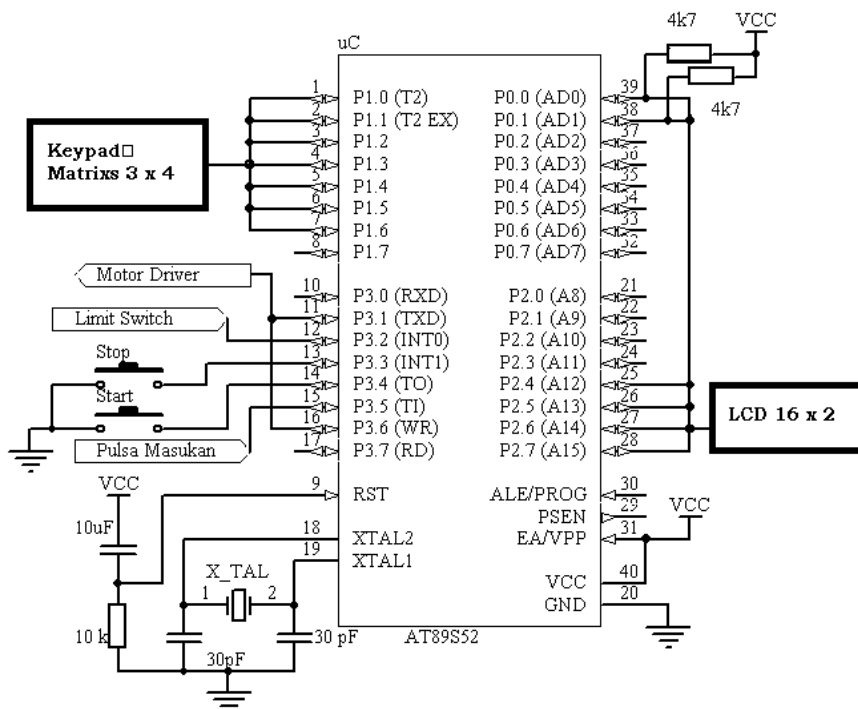 4k7
VCC
uC
4k7
1
P1.0 (T2)
P0.0 (AD0)
39
2
P1.1 (T2 EX)
P0.1 (AD1)
38
3
P1.2
P0.2 (AD2)
37
Keypad□
Matrixs 3 x 4
4
P1.3
P0.3 (AD3)
36
5
P1.4
P0.4 (AD4)
35
6
P1.5
P0.5 (AD5)
34
7
P1.6
P0.6 (AD6)
33
8
P1.7
P0.7 (AD7)
32
Motor Driver
10
P3.0 (RXD)
P2.0 (A8)
21
Limit Switch
11
P3.1 (TXD)
P2.1 (A9)
22
12
P3.2 (INT0)
P2.2 (A10)
23
Stop
13
P3.3 (INT1)
P2.3 (A11)
24
14
P3.4 (TO)
P2.4 (A12)
25
Start
15
P3.5 (TI)
P2.5 (A13)
26
16
P3.6 (WR)
P2.6 (A14)
27
LCD 16 x 2
Pulsa Masukan
17
P3.7 (RD)
P2.7 (A15)
28
VCC
9
RST
ALE/PROG
30
VCC
PSEN
29
10uF
18
XTAL2
EA/VPP
31
19
XTAL1
X_TAL
VCC
40
1
2
GND
20
10 k
30 pF
AT89S52
30pF